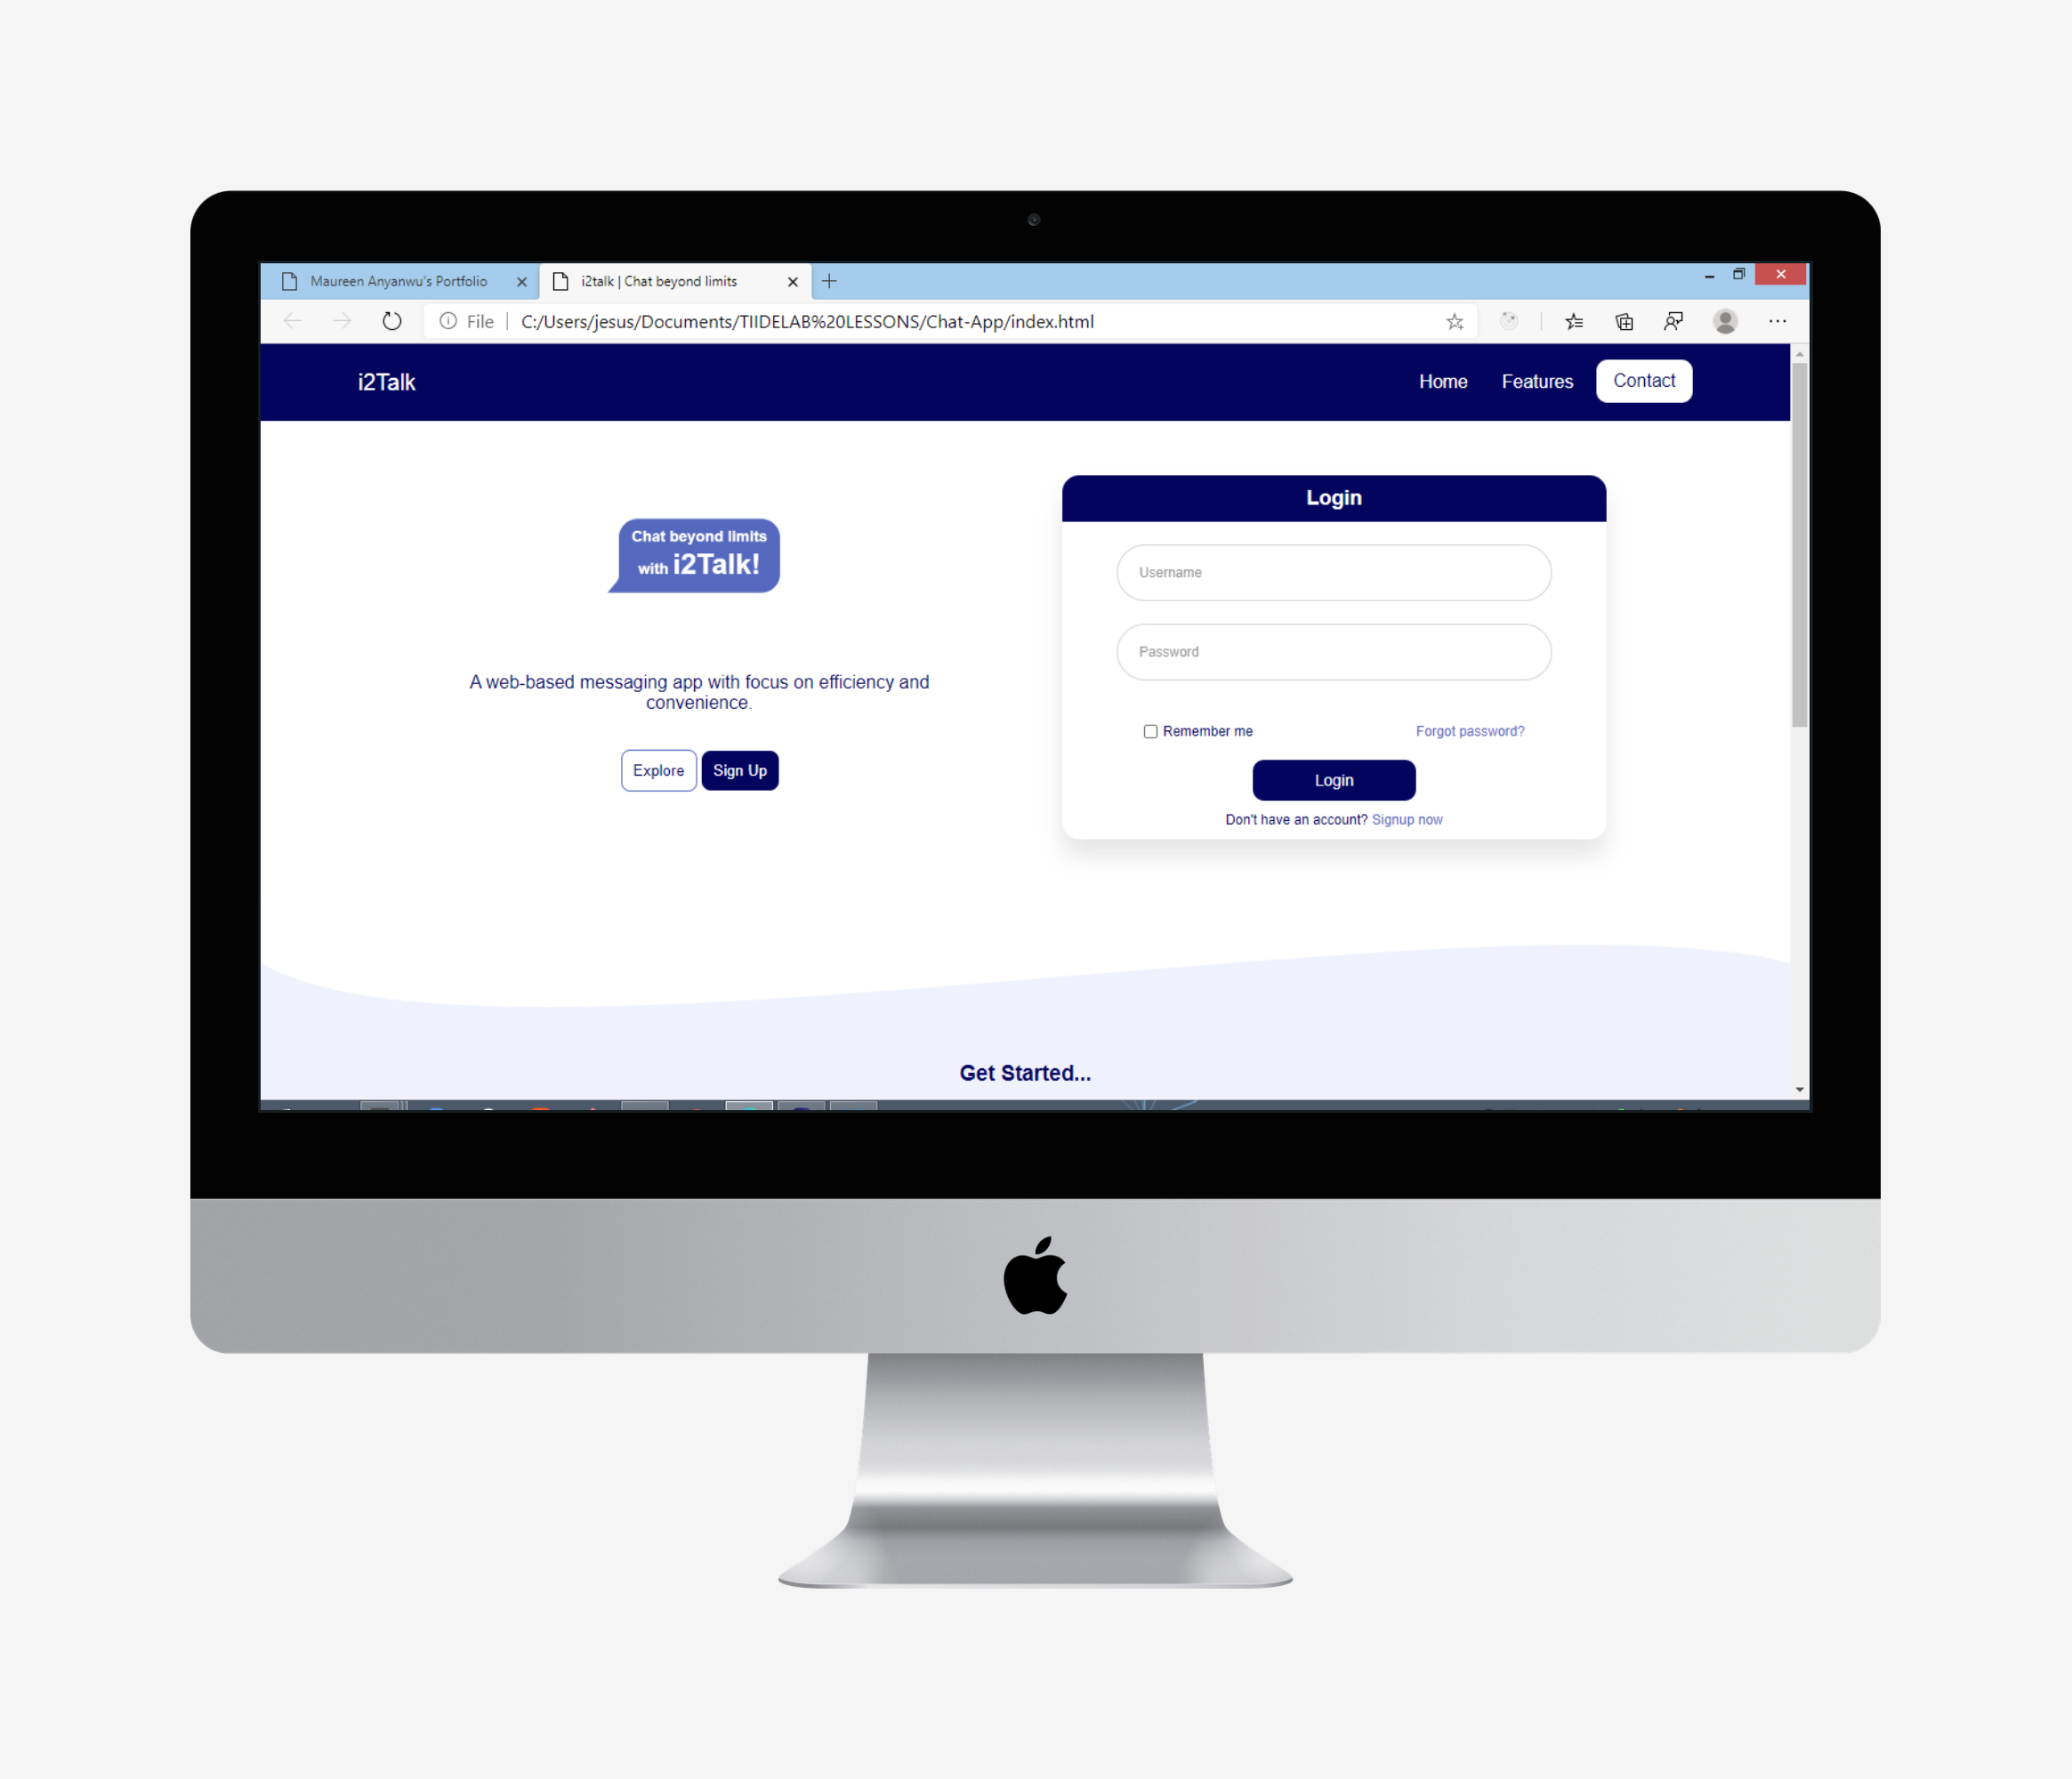 Maureen Anyanwu's Portfolio
i2talk | Chat beyond limits
File
C:/Users/jesus/Documents/TIIDELAB%20LESSONS/Chat-App/index.html
i2Talk
Home
Features
Contact
Chat beyond limits
with i2Talk!
A web-based messaging app with focus on efficiency and
convenience.
Explore
Sign Up
Login
Username
Password
Remember me
Forgot password?
Login
Don't have an account? Signup now
Get Started...